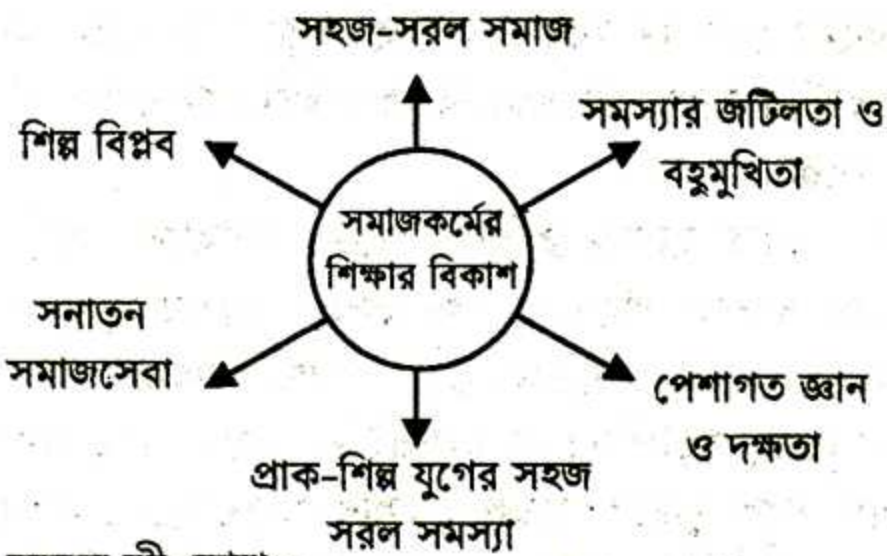 সহজ-সরল সমাজ
সমস্যার জটিলতা ও
বহুমুখিতা
শিল্প বিপ্লব
সমাজকর্মের
শিক্ষার বিকাশ
সনাতন
সমাজসেবা
পেশাগত জ্ঞান
ও দক্ষতা
প্রাক-শিল্প যুগের সহজ
সরল সমস্যা